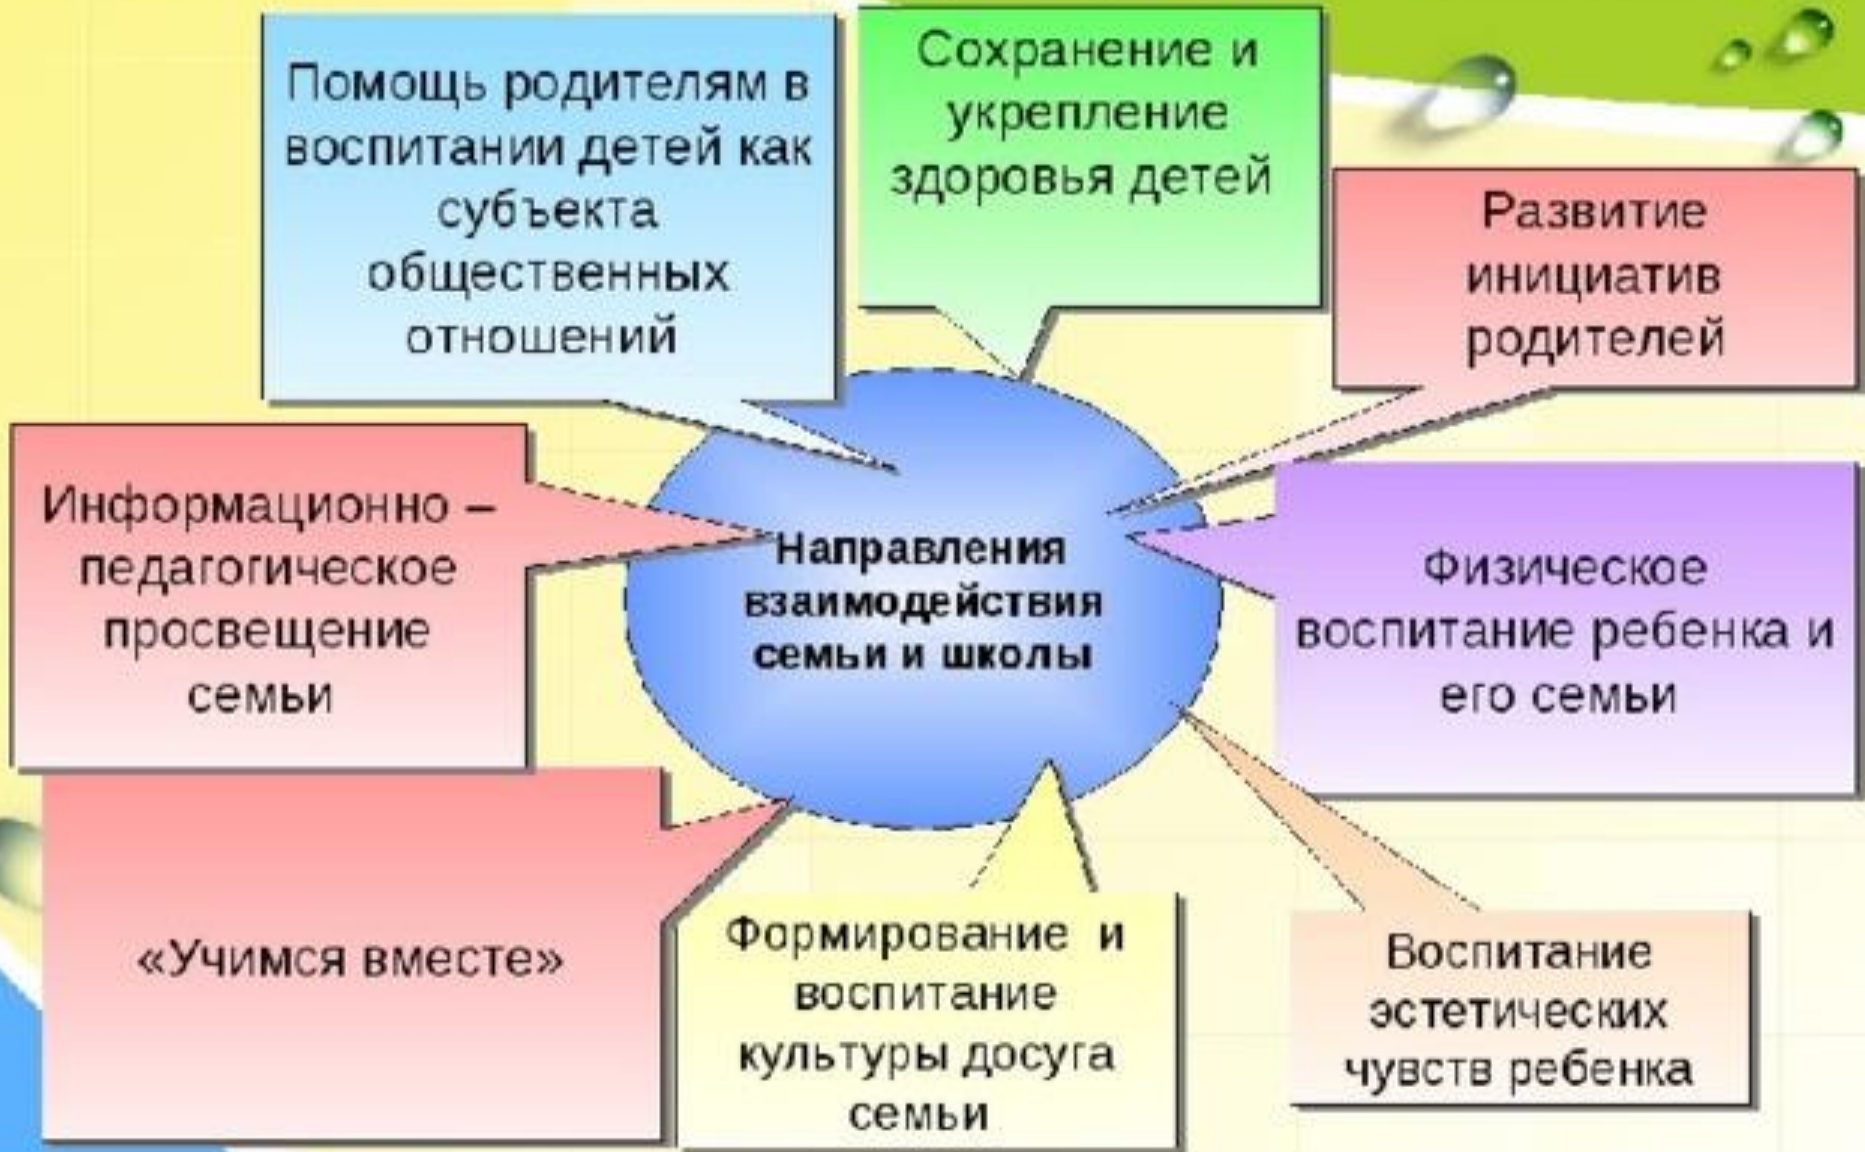 Помощь родителям в
воспитании детей как
субъекта
общественных
отношений
Сохранение и
укрепление
здоровья детей
Развитие
инициатив
родителей
Информационно –
педагогическое
просвещение
семьи
Направления
взаимодействия
семьи и школы
Физическое
воспитание ребенка и
его семьи
«Учимся вместе»
Формирование и
воспитание
культуры досуга
семьи
Воспитание
эстетических
чувств ребенка